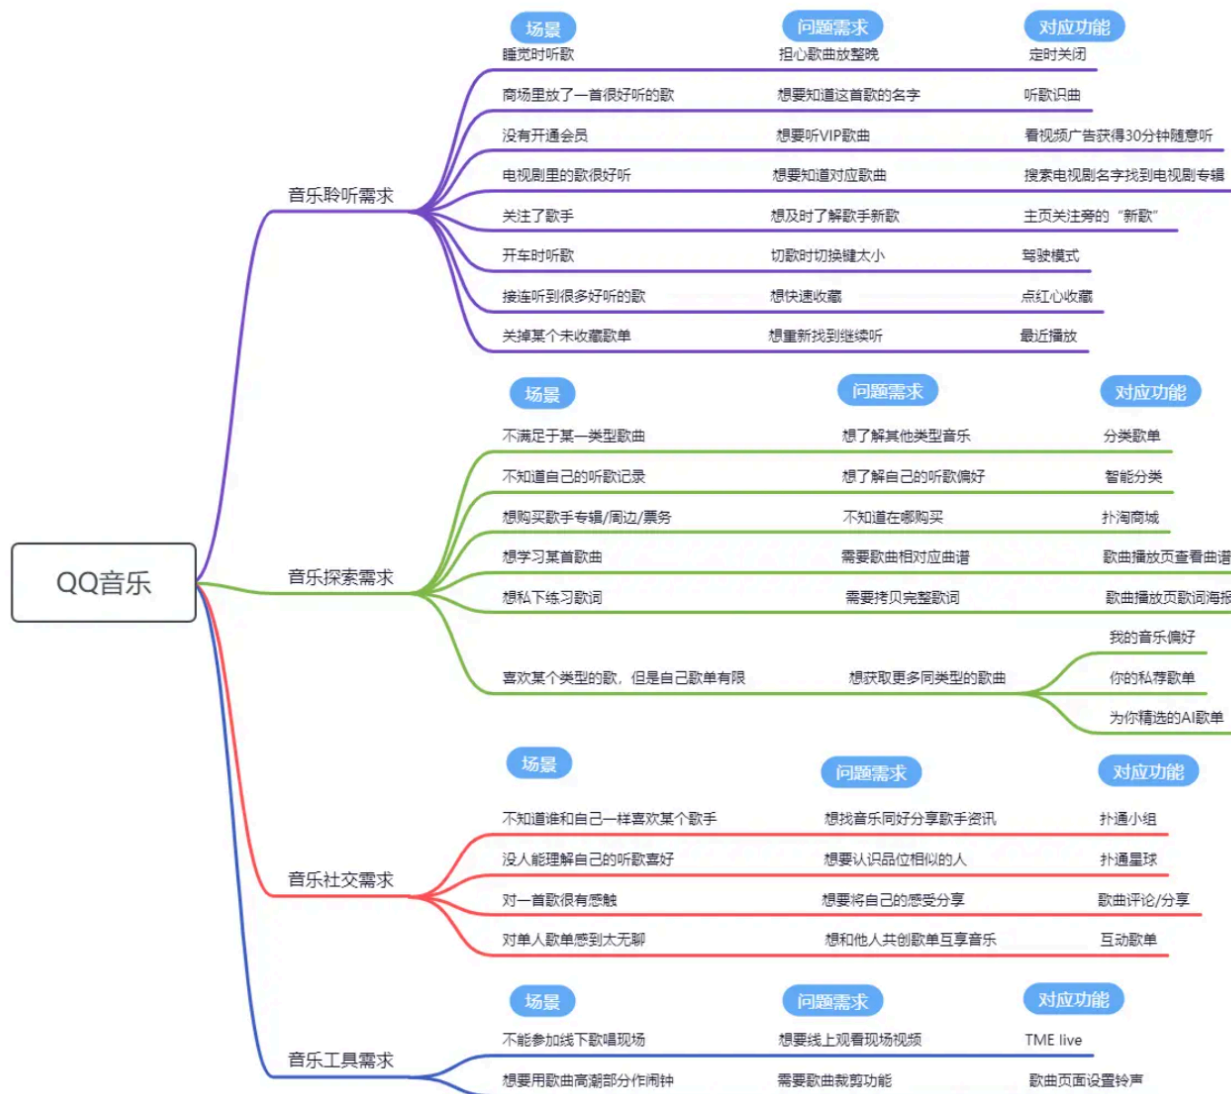 QQ音乐
音乐聆听需求
场景 问题需求 对应功能
睡觉时听歌 担心歌曲放整晚 定时关闭
商场里放了一首很好听的歌 想要知道这首歌的名字 听歌识曲
没有开通会员 想要听VIP歌曲 看视频广告获得30分钟随意听
电视剧里的歌很好听 想要知道对应歌曲 搜索电视剧名字找到电视剧专辑
关注了歌手 想及时了解歌手新歌 主页关注旁的“新歌”
开车时听歌 切歌时切换键太小 驾驶模式
接连听到很多好听的歌 想快速收藏 点红心收藏
关掉某个未收藏歌单 想重新找到继续听 最近播放
音乐探索需求
场景 问题需求 对应功能
不满足于某一类型歌曲 想了解其他类型音乐 分类歌单
不知道自己的听歌记录 想了解自己的听歌偏好 智能分类
想购买歌手专辑/周边/票务 不知道在哪购买 扑淘商城
想学习某首歌曲 需要歌曲相对应曲谱 歌曲播放页查看曲谱
想私下练习歌词 需要拷贝完整歌词 歌曲播放页歌词海报
喜欢某个类型的歌，但是自己歌单有限 想获取更多同类型的歌曲
我的音乐偏好
你的私荐歌单
为你精选的AI歌单
音乐社交需求
场景 问题需求 对应功能
不知道谁和自己一样喜欢某个歌手 想找音乐同好分享歌手资讯 扑通小组
没人能理解自己的听歌喜好 想要认识品位相似的人 扑通星球
对一首歌很有感触 想要将自己的感受分享 歌曲评论/分享
对单人歌单感到太无聊 想和他人共创歌单互享音乐 互动歌单
音乐工具需求
场景 问题需求 对应功能
不能参加线下歌唱现场 想要线上观看现场视频 TME live
想要用歌曲高潮部分作闹钟 需要歌曲裁剪功能 歌曲页面设置铃声